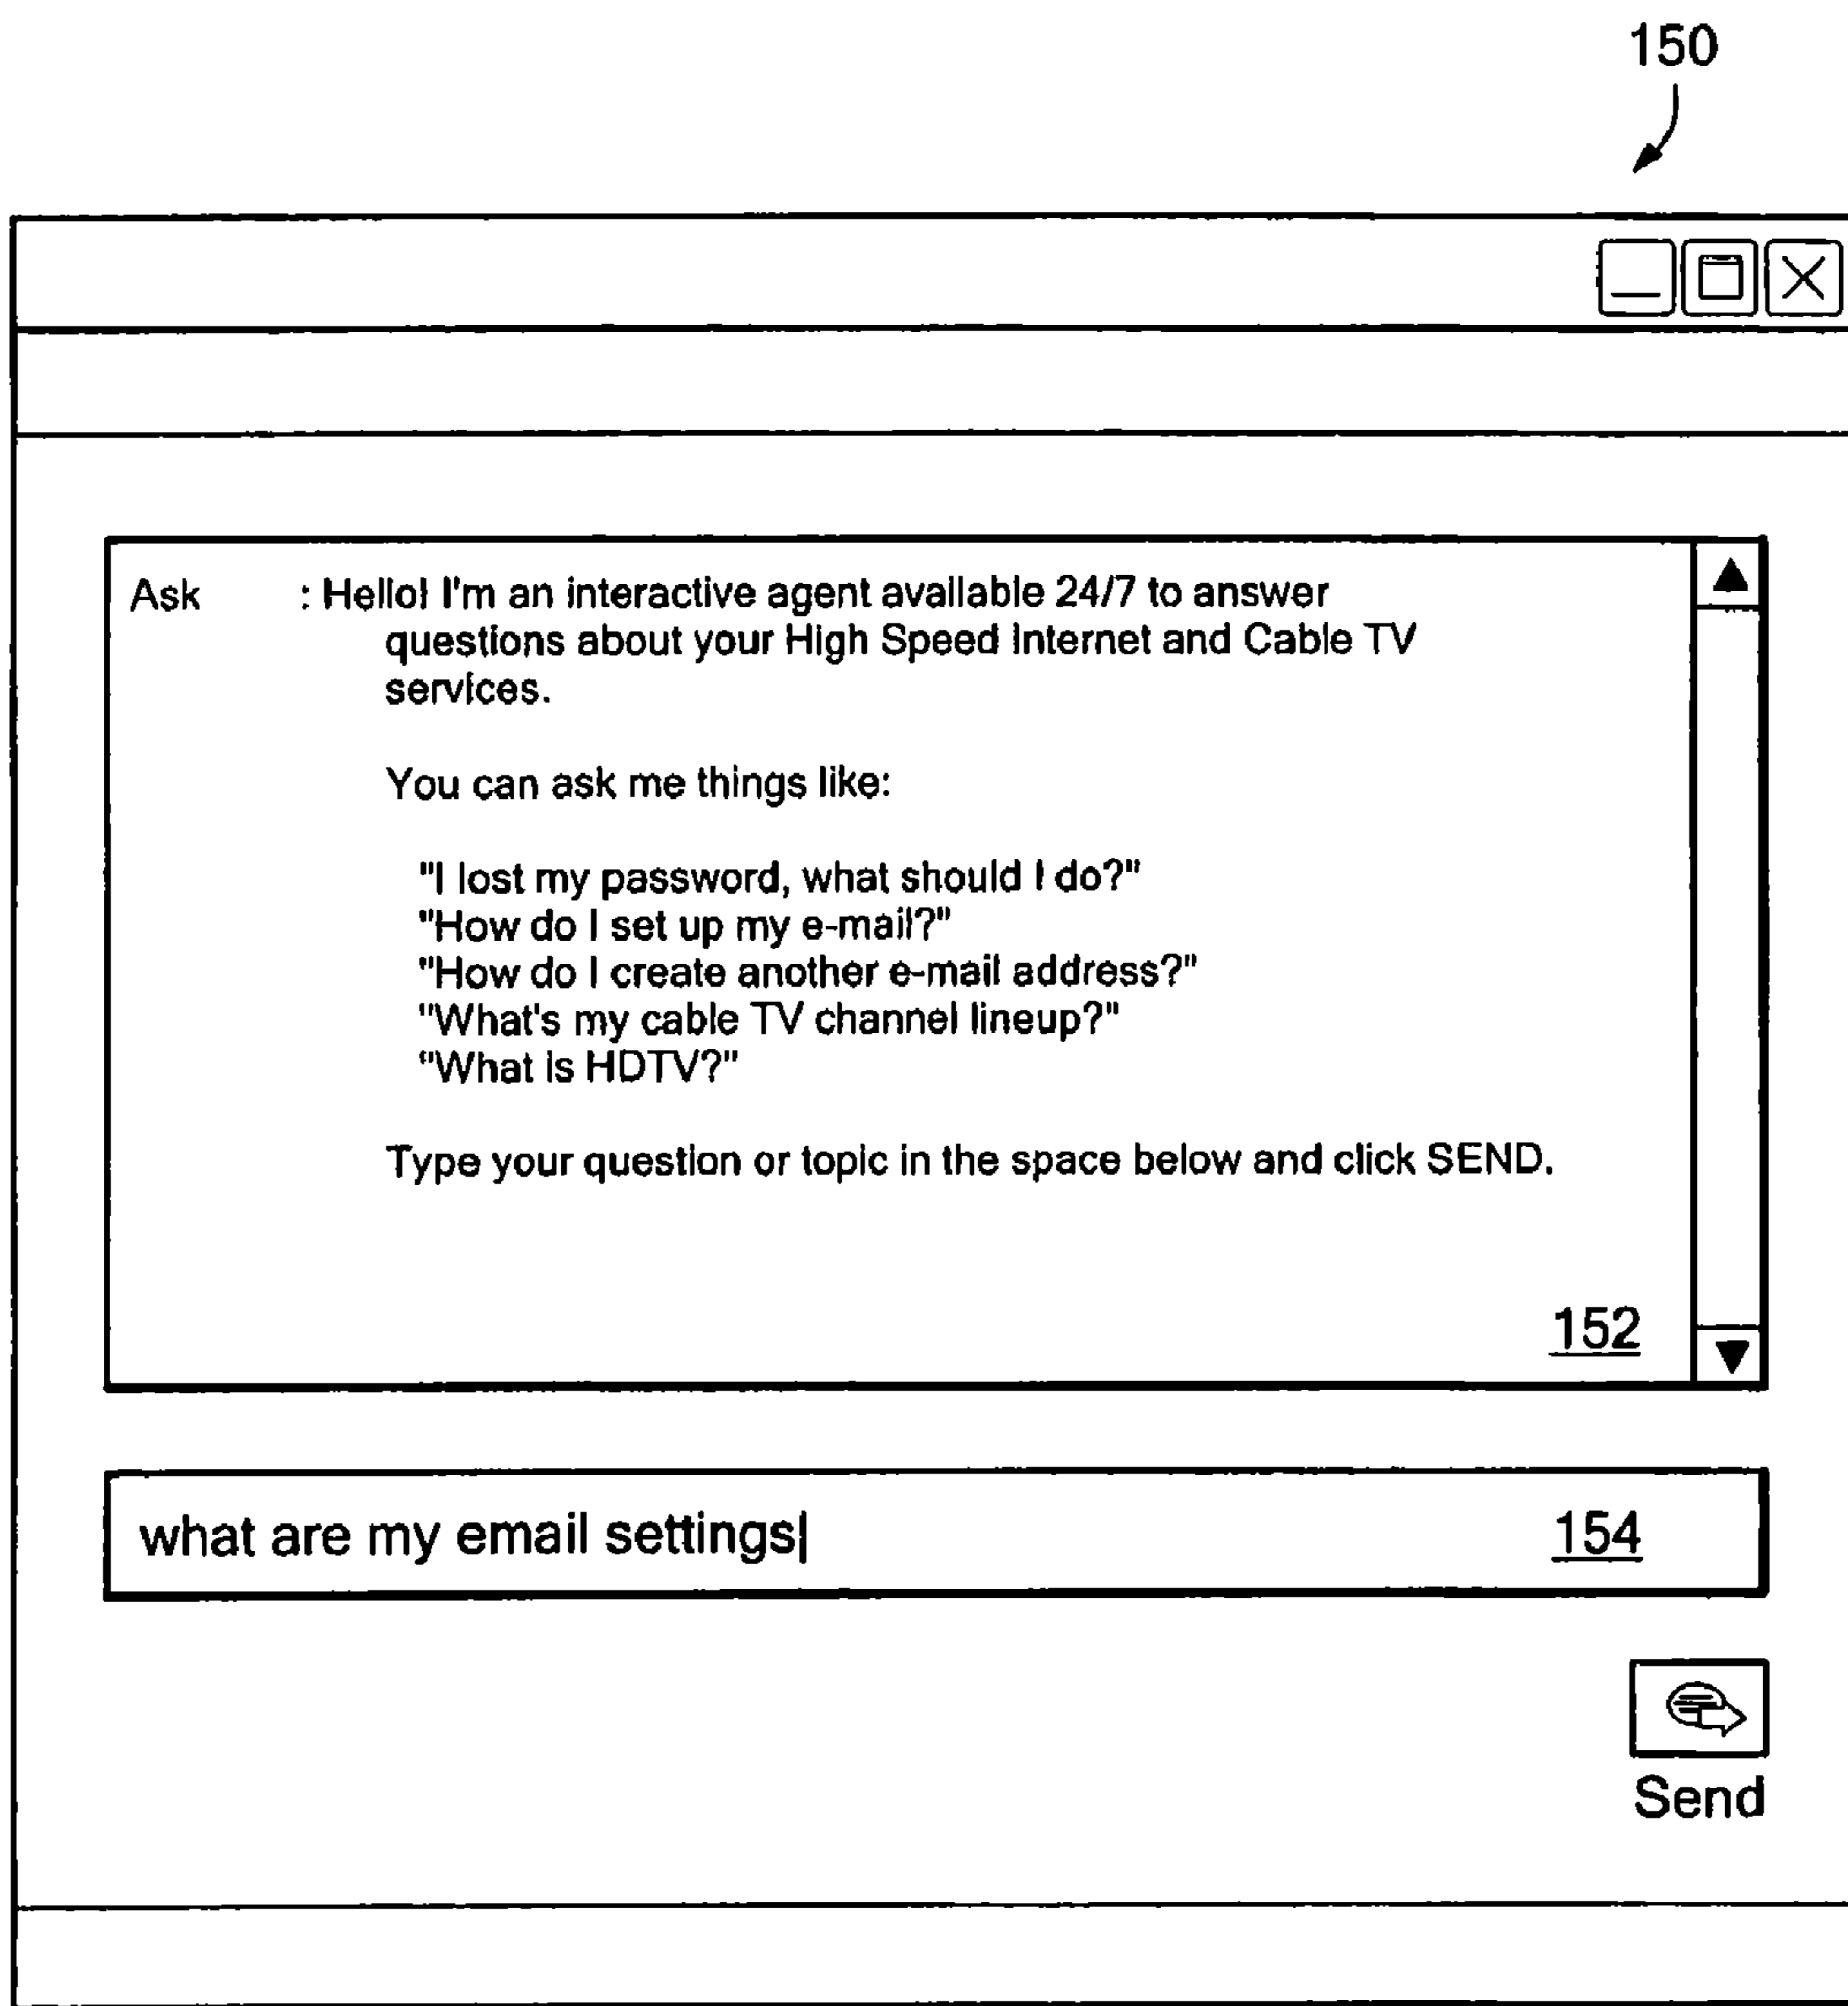 150
Ask : Hello! I'm an interactive agent available 24/7 to answer
questions about your High Speed Internet and Cable TV
services.
You can ask me things like:
"I lost my password, what should I do?"
"How do I set up my e-mail?"
"How do I create another e-mail address?"
"What's my cable TV channel lineup?"
"What is HDTV?"
Type your question or topic in the space below and click SEND.
152
what are my email settings 154
Send